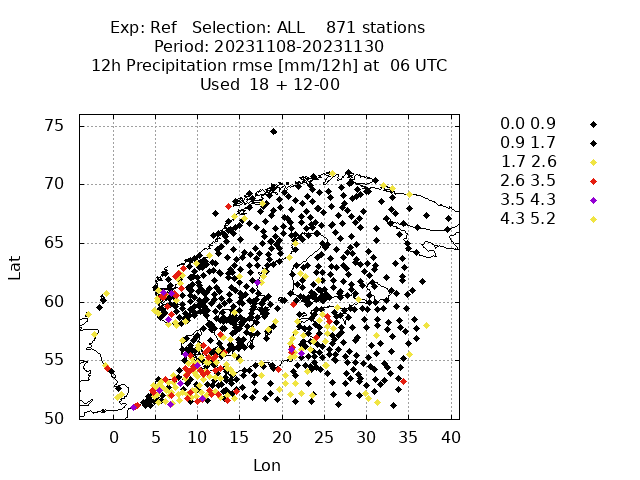 Exp: Ref   Selection: ALL    871 stations
Period: 20231108-20231130
12h Precipitation rmse [mm/12h] at  06 UTC
Used  18 + 12-00
75
70
65
60
55
50
Lat
0 5 10 15 20 25 30 35 40
Lon
0.0 0.9
0.9 1.7
1.7 2.6
2.6 3.5
3.5 4.3
4.3 5.2